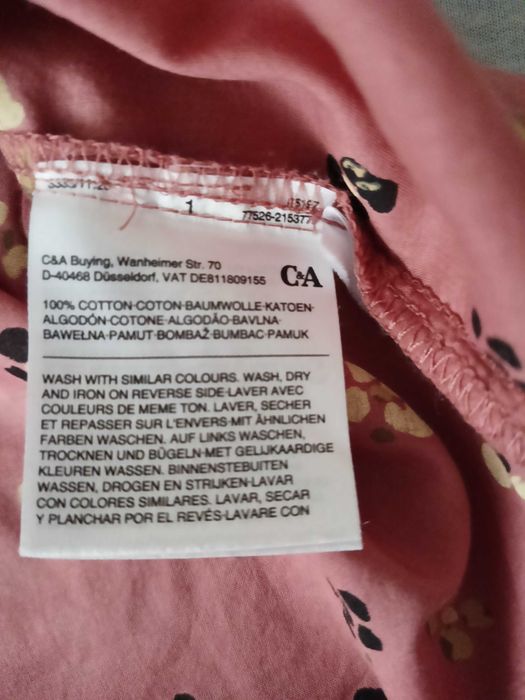 1
77526-215377
C&A Buying, Wanheimer Str. 70
D-40468 Düsseldorf, VAT DE811809155
C&A
100% COTTON-COTON-BAUMWOLLE-KATOEN-
ALGODÓN-COTONE-ALGODÃO-BAVLNA-
BAWEŁNA-PAMUT-BOMBAŽ-BUMBAC-PAMUK
WASH WITH SIMILAR COLOURS. WASH, DRY
AND IRON ON REVERSE SIDE-LAVER AVEC
COULEURS DE MEME TON. LAVER, SECHER
ET REPASSER SUR L'ENVERS-MIT ÄHNLICHEN
FARBEN WASCHEN. AUF LINKS WASCHEN,
TROCKNEN UND BÜGELN-MET GELIJKAARDIGE
KLEUREN WASSEN. BINNENSTEBUITEN
WASSEN, DROGEN EN STRIJKEN-LAVAR
CON COLORES SIMILARES. LAVAR, SECAR
Y PLANCHAR POR EL REVÉS-LAVARE CON